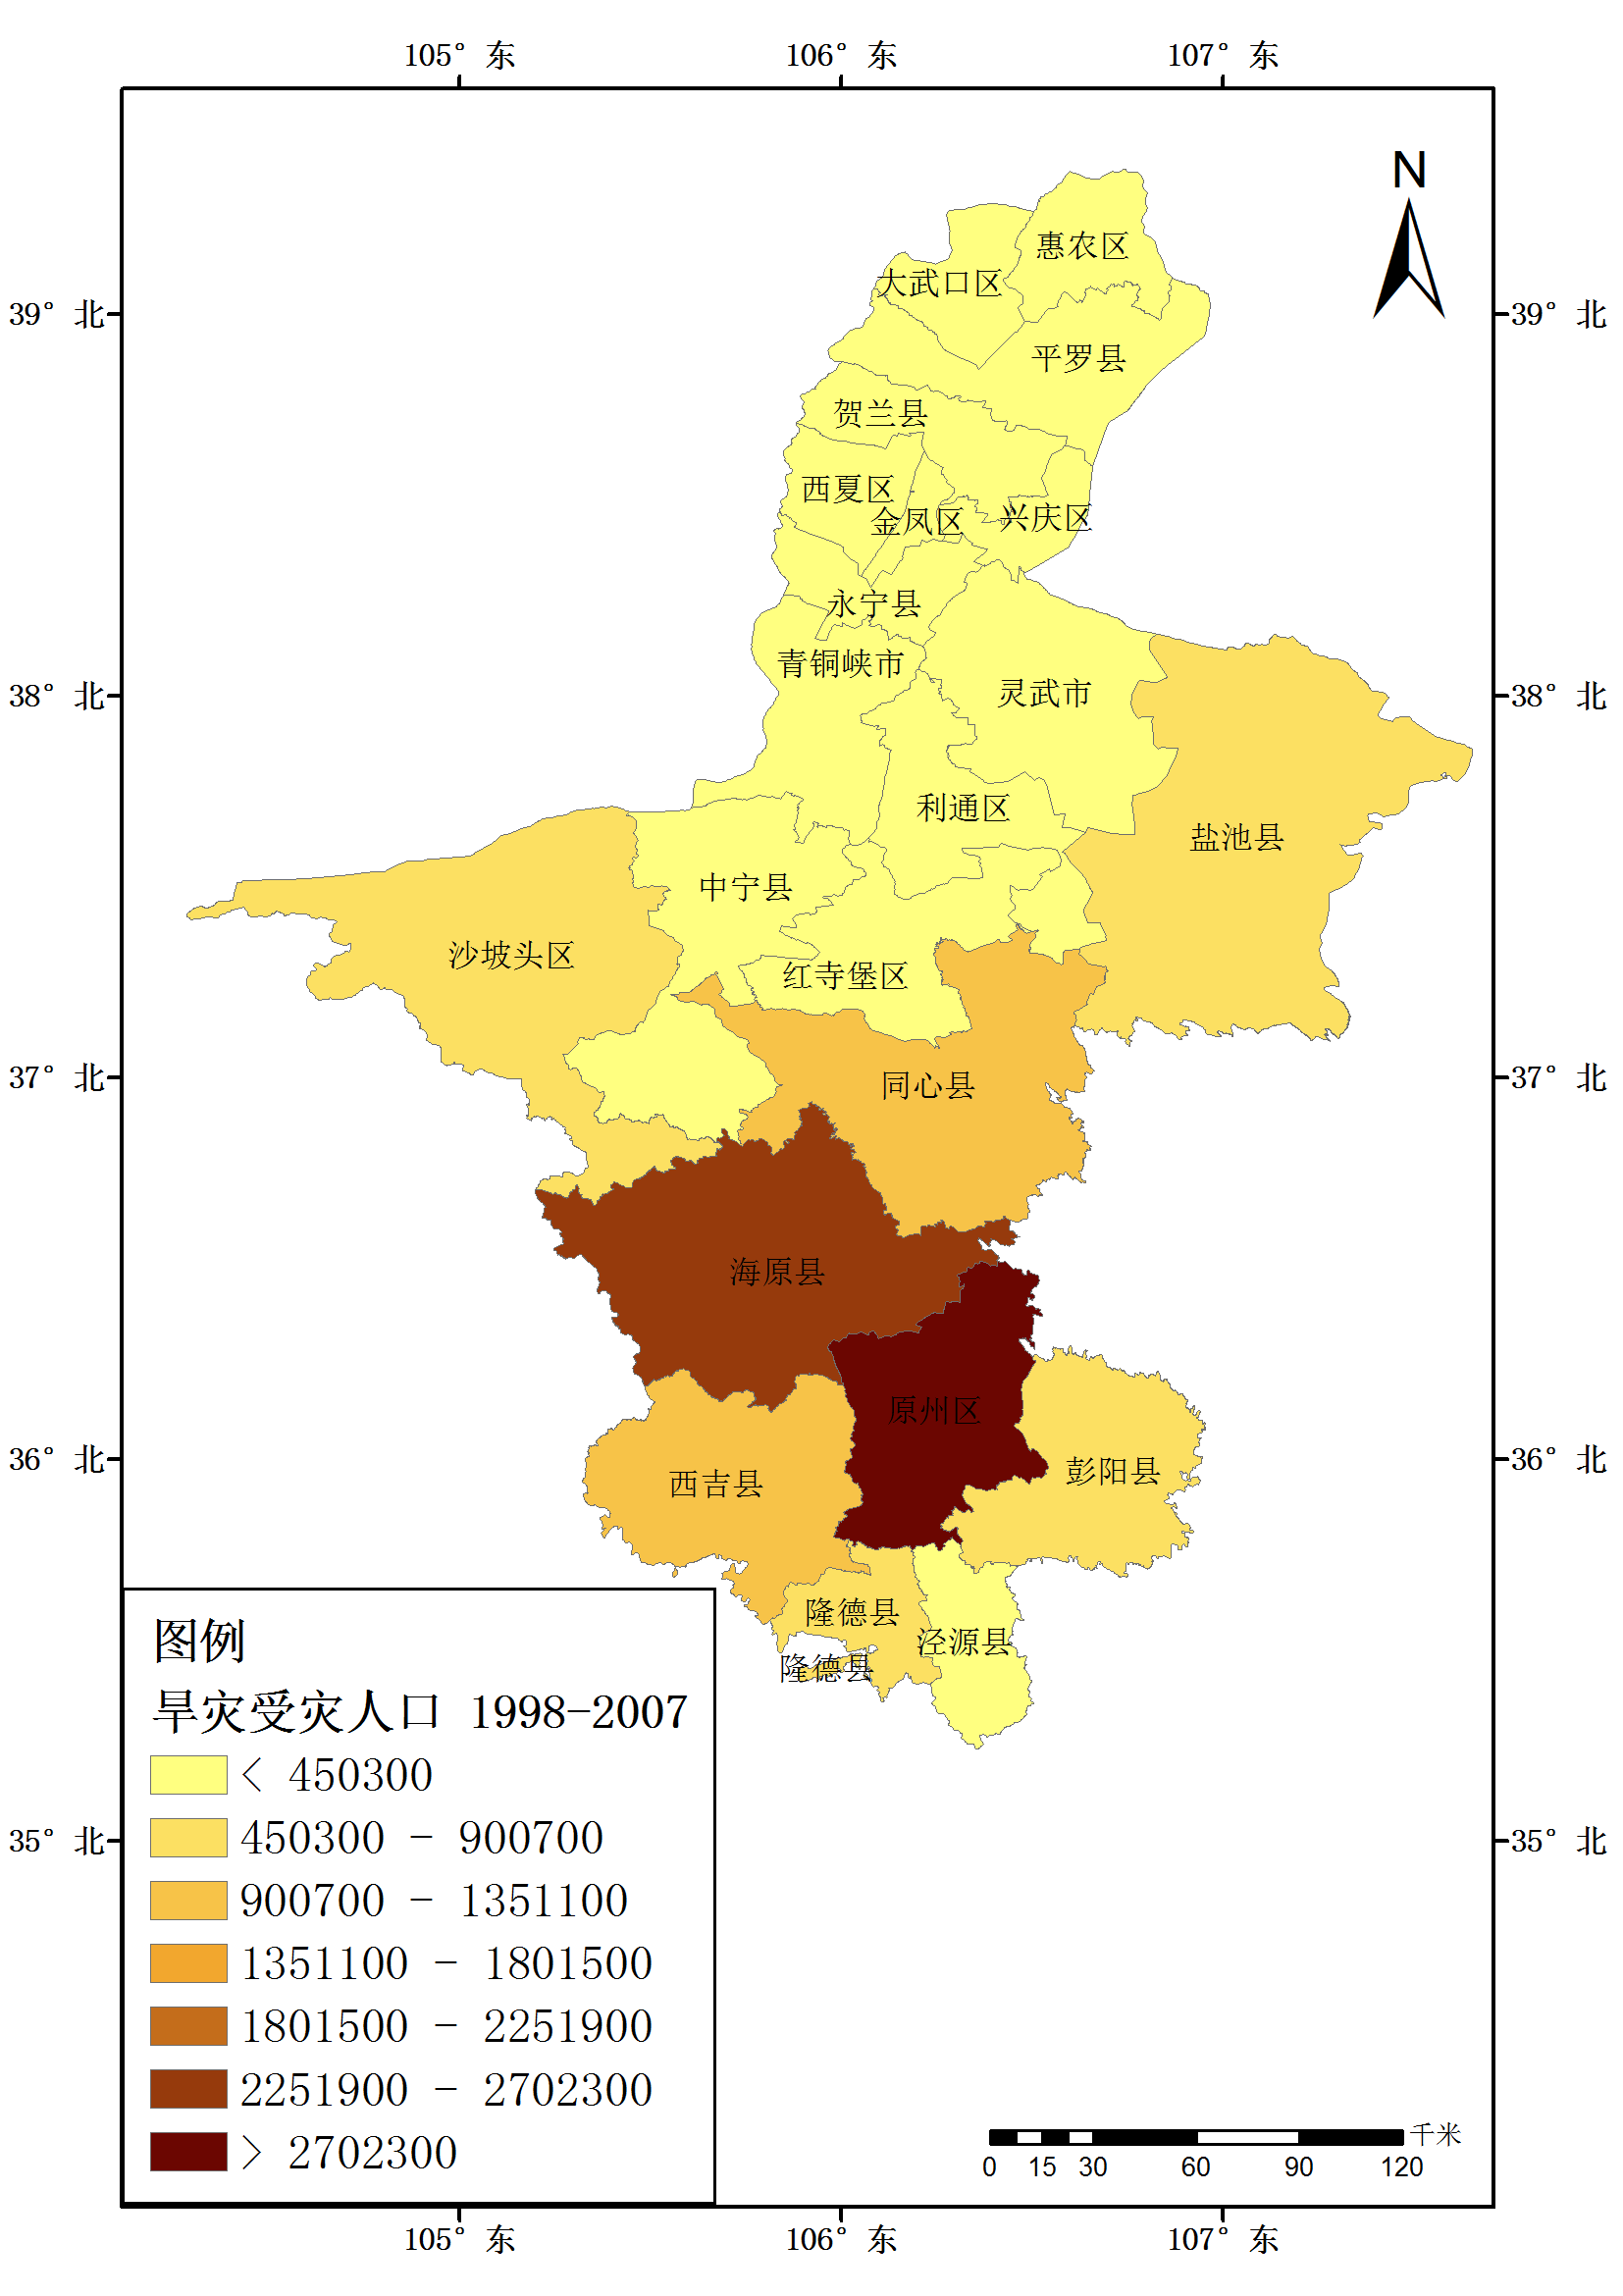 105° 东 106° 东 107° 东
N
惠农区
大武口区
39° 北 39° 北
平罗县
贺兰县
西夏区
金凤区 兴庆区
永宁县
青铜峡市
38° 北 灵武市 38° 北
利通区
盐池县
中宁县
沙坡头区
红寺堡区
37° 北 同心县 37° 北
海原县
原州区
36° 北 彭阳县 36° 北
西吉县
隆德县
泾源县
隆德县
图例
旱灾受灾人口 1998-2007
< 450300
450300 - 900700
35° 北 35° 北
900700 - 1351100
1351100 - 1801500
1801500 - 2251900
2251900 - 2702300
> 2702300
千米
0 15 30 60 90 120
105° 东 106° 东 107° 东